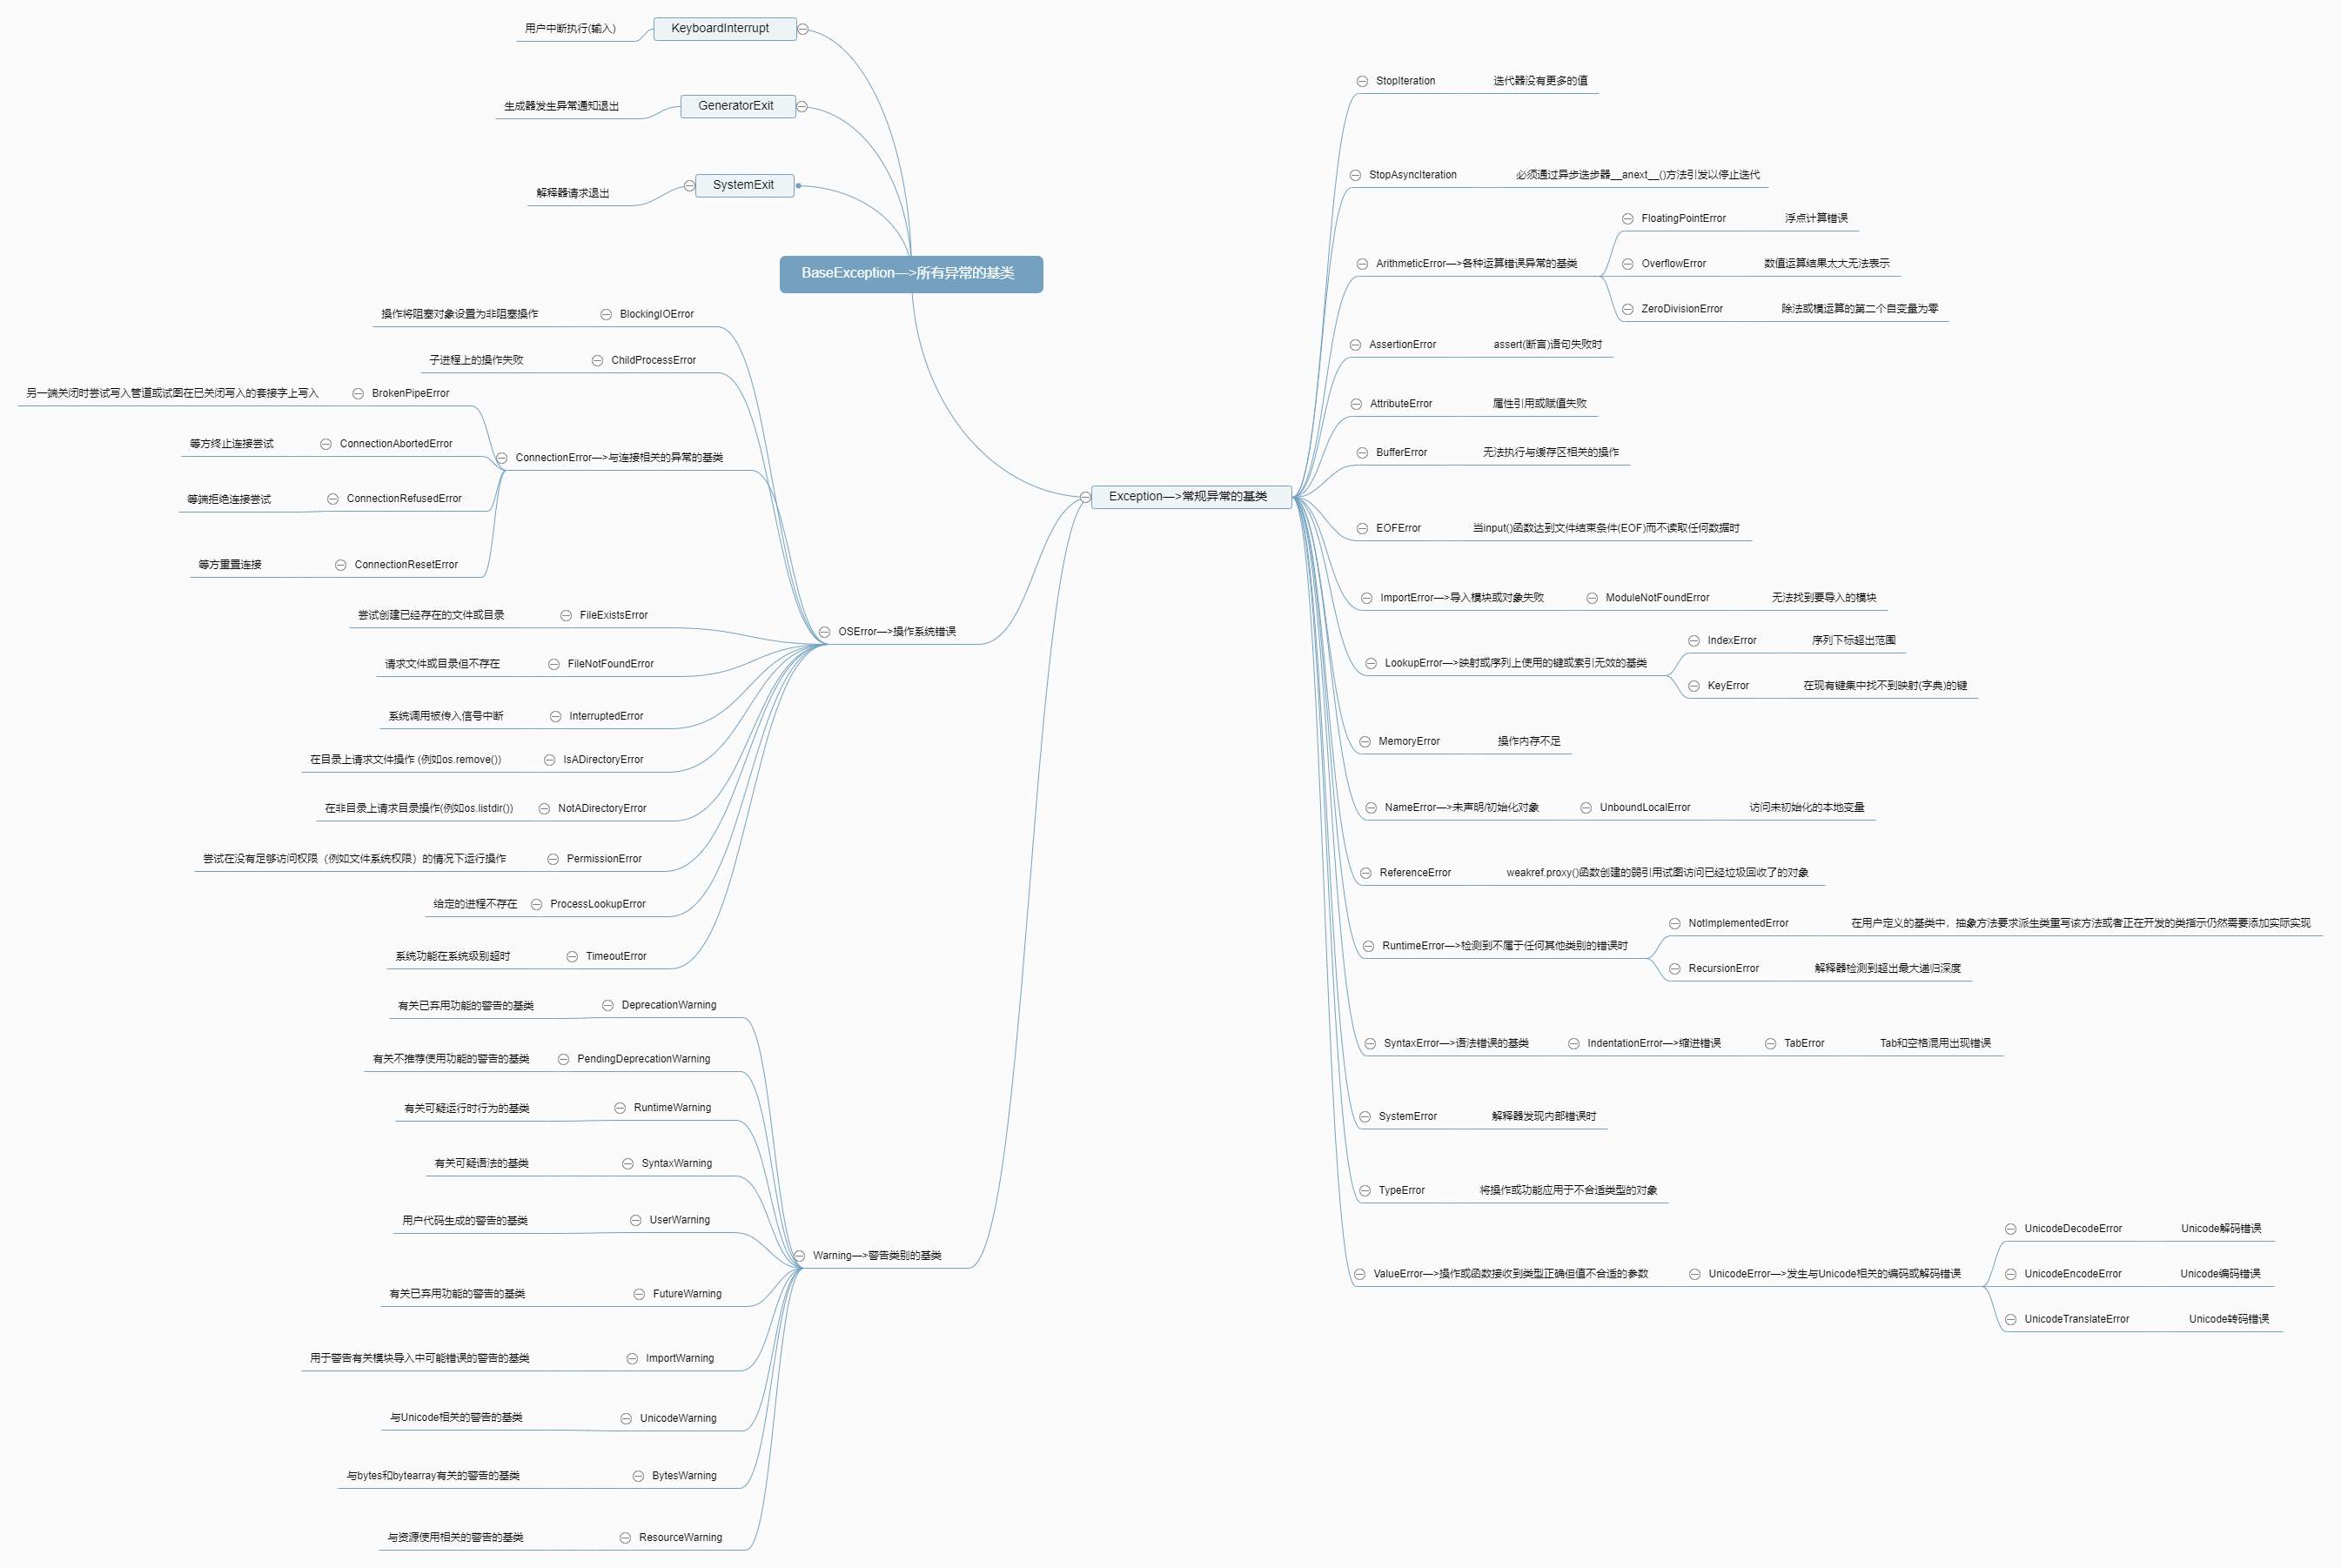 用户中断执行(输入)
KeyboardInterrupt
生成器发生异常通知退出
GeneratorExit
解释器请求退出
SystemExit
BaseException—>所有异常的基类
操作将阻塞对象设置为非阻塞操作
BlockingIOError
子进程上的操作失败
ChildProcessError
另一端关闭时尝试写入管道或试图在已关闭写入的套接字上写入
BrokenPipeError
等方终止连接尝试
ConnectionAbortedError
ConnectionError—>与连接相关的异常的基类
等端拒绝连接尝试
ConnectionRefusedError
等方重置连接
ConnectionResetError
尝试创建已经存在的文件或目录
FileExistsError
OSError—>操作系统错误
请求文件或目录但不存在
FileNotFoundError
系统调用被传入信号中断
InterruptedError
在目录上请求文件操作 (例如os.remove())
IsADirectoryError
在非目录上请求目录操作(例如os.listdir())
NotADirectoryError
尝试在没有足够访问权限（例如文件系统权限）的情况下运行操作
PermissionError
给定的进程不存在
ProcessLookupError
系统功能在系统级别超时
TimeoutError
有关已弃用功能的警告的基类
DeprecationWarning
有关不推荐使用功能的警告的基类
PendingDeprecationWarning
有关可疑运行时行为的基类
RuntimeWarning
有关可疑语法的基类
SyntaxWarning
用户代码生成的警告的基类
UserWarning
Warning—>警告类别的基类
有关已弃用功能的警告的基类
FutureWarning
用于警告有关模块导入中可能错误的警告的基类
ImportWarning
与Unicode相关的警告的基类
UnicodeWarning
与bytes和bytearray有关的警告的基类
BytesWarning
与资源使用相关的警告的基类
ResourceWarning
Exception—>常规异常的基类
StopIteration
迭代器没有更多的值
StopAsyncIteration
必须通过异步迭步器__anext__()方法引发以停止迭代
ArithmeticError—>各种运算错误异常的基类
FloatingPointError
浮点计算错误
OverflowError
数值运算结果太大无法表示
ZeroDivisionError
除法或模运算的第二个自变量为零
AssertionError
assert(断言)语句失败时
AttributeError
属性引用或赋值失败
BufferError
无法执行与缓存区相关的操作
EOFError
当input()函数达到文件结束条件(EOF)而不读取任何数据时
ImportError—>导入模块或对象失败
ModuleNotFoundError
无法找到要导入的模块
LookupError—>映射或序列上使用的键或索引无效的基类
IndexError
序列下标超出范围
KeyError
在现有键集中找不到映射(字典)的键
MemoryError
操作内存不足
NameError—>未声明/初始化对象
UnboundLocalError
访问未初始化的本地变量
ReferenceError
weakref.proxy()函数创建的弱引用试图访问已经垃圾回收了的对象
RuntimeError—>检测到不属于任何其他类别的错误时
NotImplementedError
在用户定义的基类中，抽象方法要求派生类重写该方法或者正在开发的类指示仍然需要添加实际实现
RecursionError
解释器检测到超出最大递归深度
SyntaxError—>语法错误的基类
IndentationError—>缩进错误
TabError
Tab和空格混用出现错误
SystemError
解释器发现内部错误时
TypeError
将操作或功能应用于不合适类型的对象
ValueError—>操作或函数接收到类型正确但值不合适的参数
UnicodeError—>发生与Unicode相关的编码或解码错误
UnicodeDecodeError
Unicode解码错误
UnicodeEncodeError
Unicode编码错误
UnicodeTranslateError
Unicode转码错误